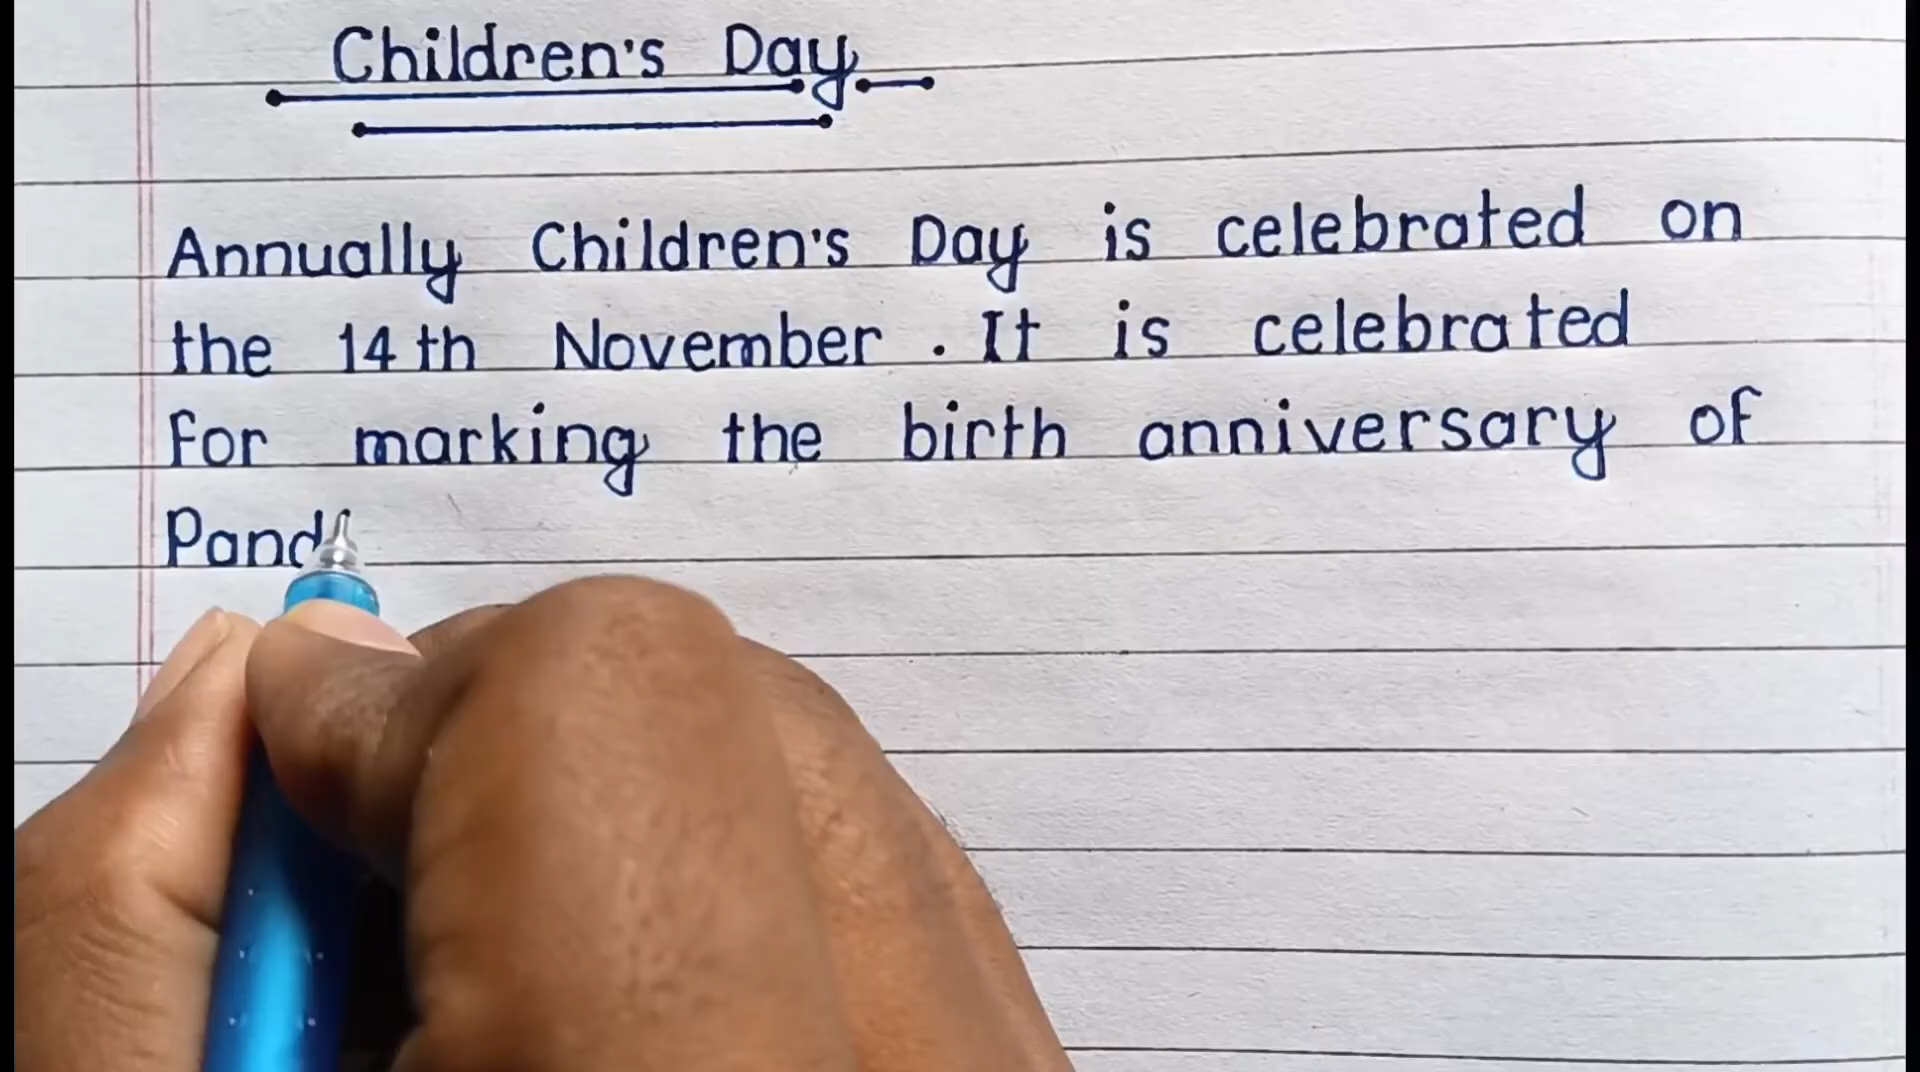 Children's Day
Annually Children's Day is celebrated on
the 14th November. It is celebrated
for marking the birth anniversary of
Pand